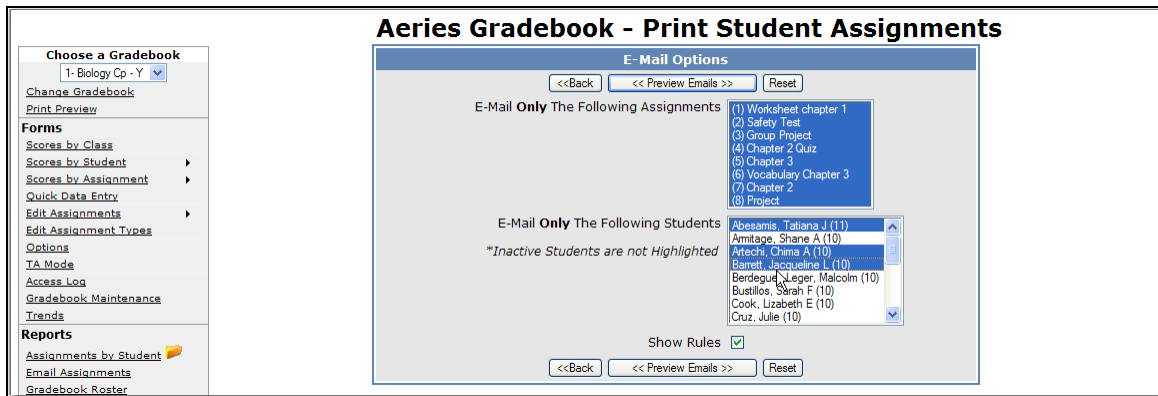 Aeries Gradebook - Print Student Assignments
Choose a Gradebook
1- Biology Cp - Y
Change Gradebook
Print Preview
Forms
Scores by Class
Scores by Student
Scores by Assignment
Quick Data Entry
Edit Assignments
Edit Assignment Types
Options
TA Mode
Access Log
Gradebook Maintenance
Trends
Reports
Assignments by Student
Email Assignments
Gradebook Roster
E-Mail Options
<<Back << Preview Emails >> Reset
E-Mail Only The Following Assignments
(1) Worksheet chapter 1
(2) Safety Test
(3) Group Project
(4) Chapter 2 Quiz
(5) Chapter 3
(6) Vocabulary Chapter 3
(7) Chapter 2
(8) Project
E-Mail Only The Following Students
*Inactive Students are not Highlighted
Abesamis, Tatiana J (11)
Armitage, Shane A (10)
Artechi, Chima A (10)
Barrett, Jacqueline L (10)
Berdegue, Leger, Malcolm (10)
Bustillos, Sarah F (10)
Cook, Lizabeth E (10)
Cruz, Julie (10)
Show Rules
<<Back << Preview Emails >> Reset